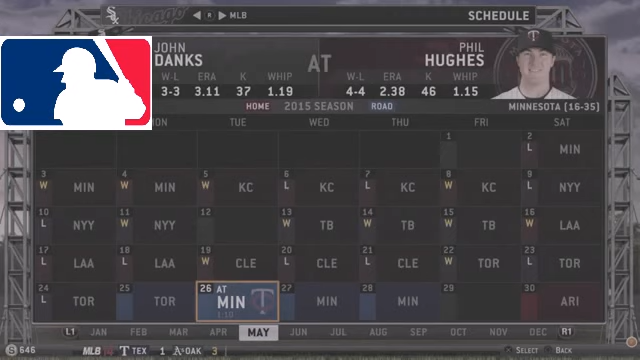 Chicago R MLB SCHEDULE
JOHN DANKS
W-L ERA K WHIP
3-3 3.11 37 1.19
AT
PHIL HUGHES
W-L ERA K WHIP
4-4 2.38 46 1.15
HOME 2015 SEASON ROAD MINNESOTA (16-35)
MON TUE WED THU FRI SAT
1 2 L MIN
3 W MIN 4 W MIN 5 W KC 6 L KC 7 L KC 8 W KC 9 L NYY
10 L NYY 11 W NYY 12 13 W TB 14 W TB 15 W TB 16 W LAA
17 L LAA 18 L LAA 19 W CLE 20 L CLE 21 L CLE 22 W TOR 23 L TOR
24 L TOR 25 TOR 26 AT MIN 1:10 27 MIN 28 MIN 29 30 ARI
L1 JAN FEB MAR APR MAY JUN JUL AUG SEP OCT NOV DEC R1
S 646 MLB T TEX 1 A's OAK 3 Select Back